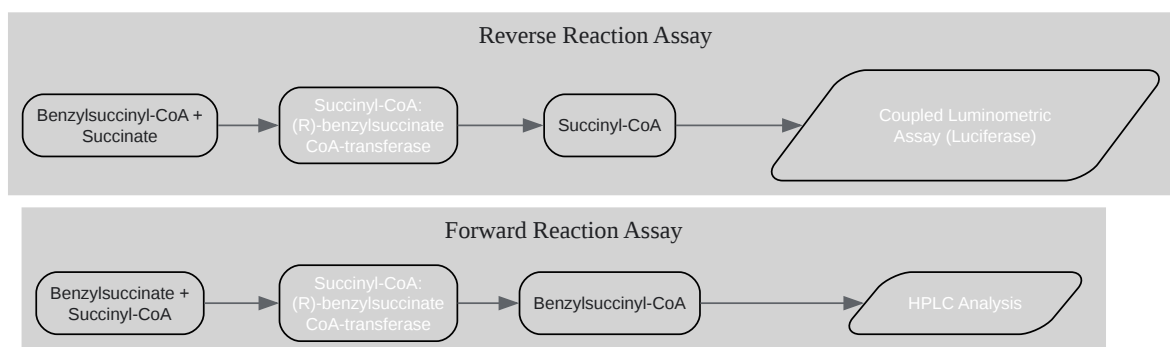 Reverse Reaction Assay
Benzylsuccinyl-CoA +
Succinate
Succinyl-CoA:
(R)-benzylsuccinate
CoA-transferase
Succinyl-CoA
Coupled Luminometric
Assay (Luciferase)
Forward Reaction Assay
Benzylsuccinate +
Succinyl-CoA
Succinyl-CoA:
(R)-benzylsuccinate
CoA-transferase
Benzylsuccinyl-CoA
HPLC Analysis